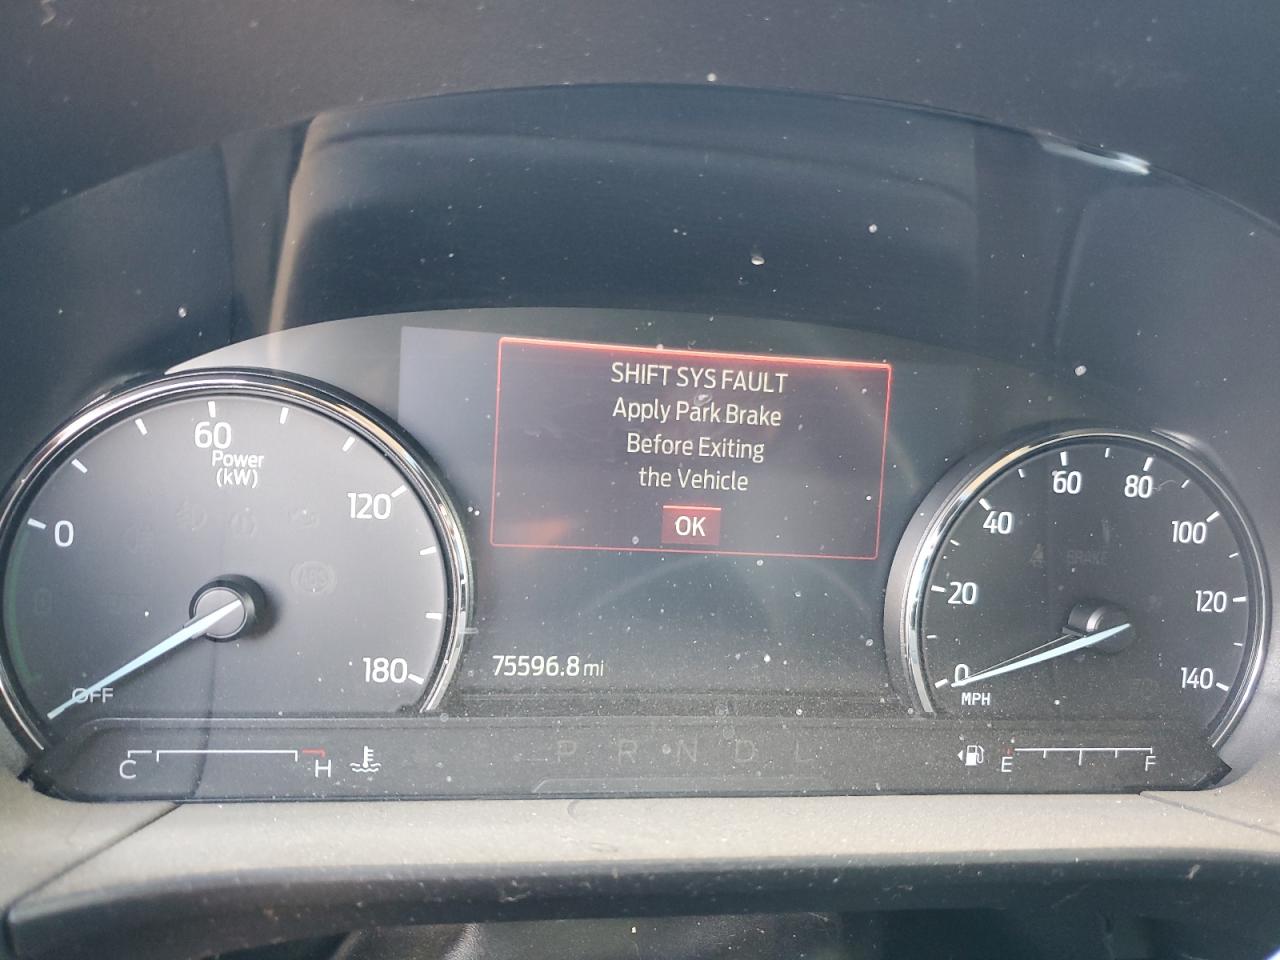 SHIFT SYS FAULT
Apply Park Brake
Before Exiting
the Vehicle
OK
0
60
Power
(kW)
120
180
OFF
ABS
75596.8 mi
0
20
40
60
80
100
120
140
MPH
BRAKE
C
H
P R N D
E
F